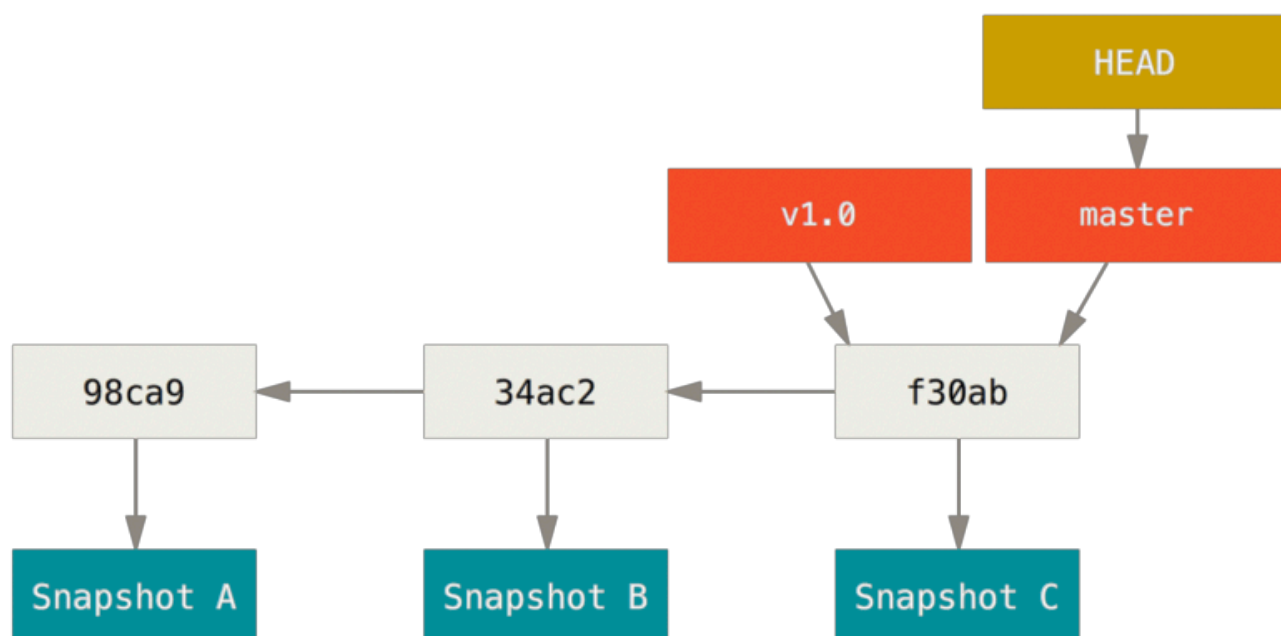 HEAD
v1.0
master
98ca9
34ac2
f30ab
Snapshot A
Snapshot B
Snapshot C